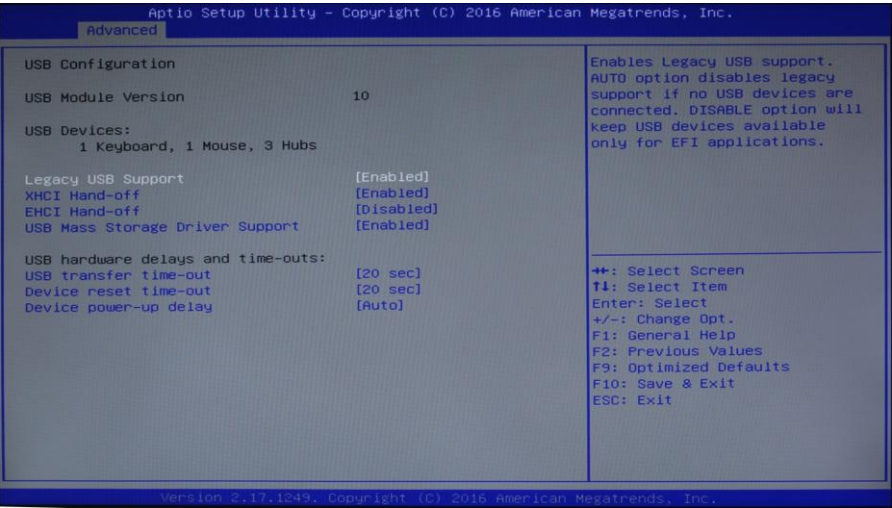 Aptio Setup Utility – Copyright (C) 2016 American Megatrends, Inc.
Advanced
USB Configuration
USB Module Version 10
USB Devices:
1 Keyboard, 1 Mouse, 3 Hubs
Legacy USB Support [Enabled]
XHCI Hand-off [Enabled]
EHCI Hand-off [Disabled]
USB Mass Storage Driver Support [Enabled]
USB hardware delays and time-outs:
USB transfer time-out [20 sec]
Device reset time-out [20 sec]
Device power-up delay [Auto]
Enables Legacy USB support.
AUTO option disables legacy
support if no USB devices are
connected. DISABLE option will
keep USB devices available
only for EFI applications.
→←: Select Screen
↑↓: Select Item
Enter: Select
+/-: Change Opt.
F1: General Help
F2: Previous Values
F9: Optimized Defaults
F10: Save & Exit
ESC: Exit
Version 2.17.1249. Copyright (C) 2016 American Megatrends, Inc.